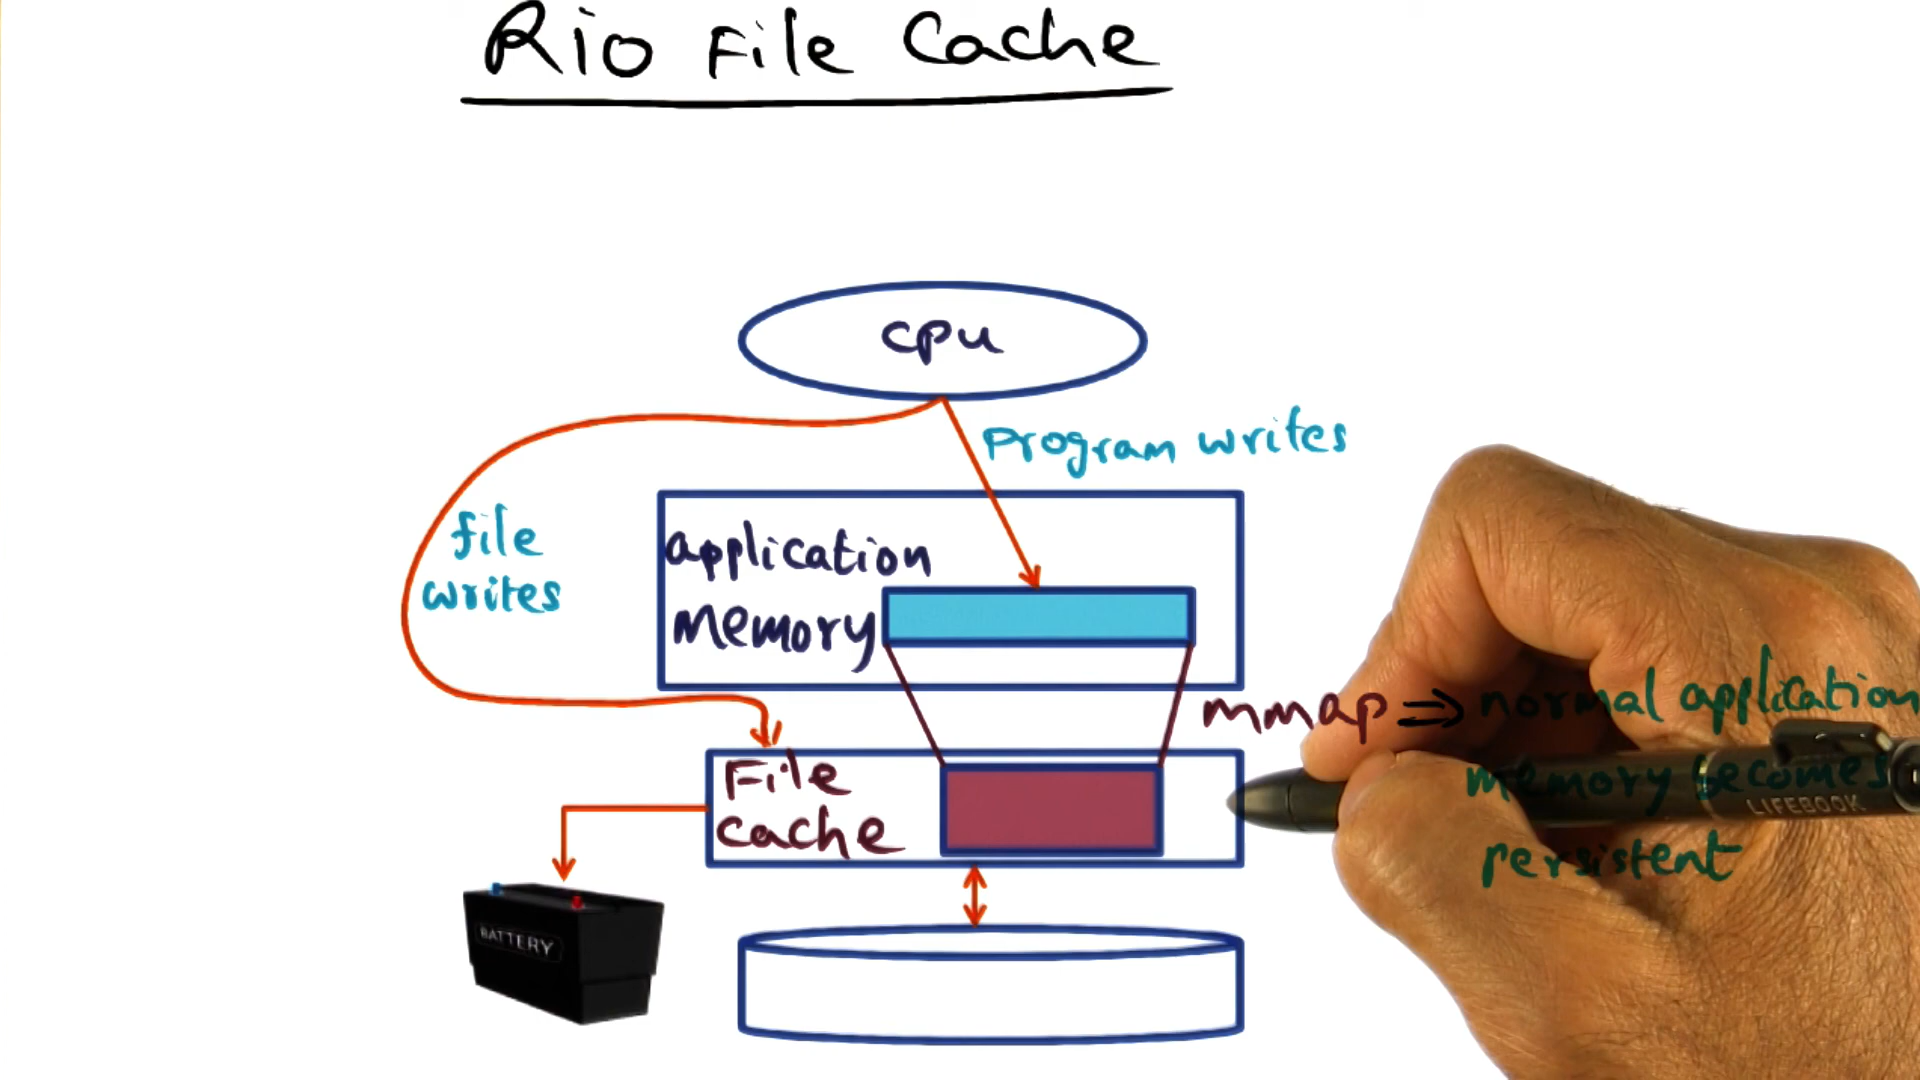 Rio File Cache
cpu
Program writes
file
writes
application
memory
mmap => normal application
memory becomes
persistent
File
cache
LIFEBOOK
BATTERY